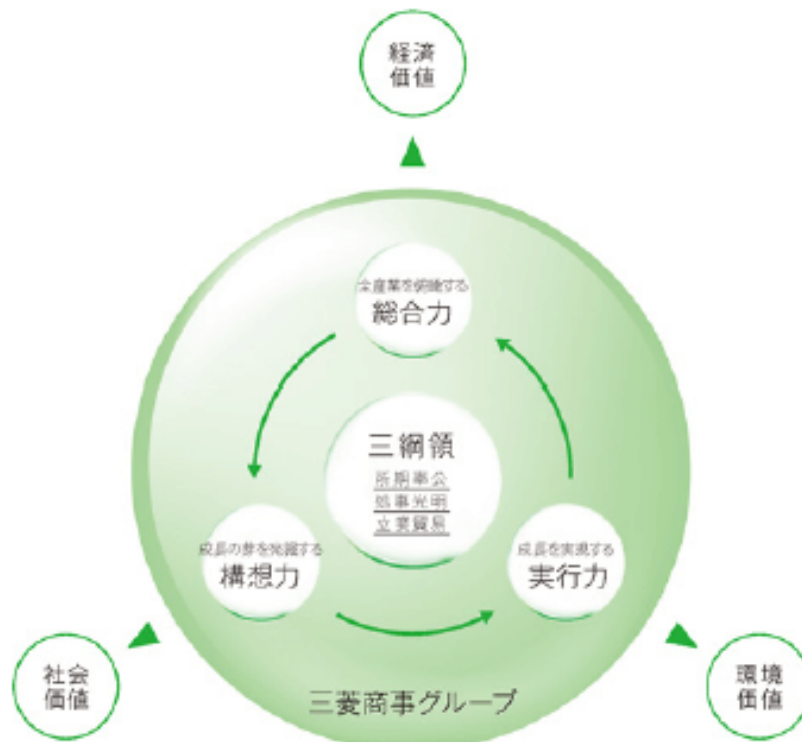 経済
価値
全産業を俯瞰する
総合力
三綱領
所期奉公
処事光明
立業貿易
成長の芽を発掘する
構想力
成長を実現する
実行力
社会
価値
環境
価値
三菱商事グループ